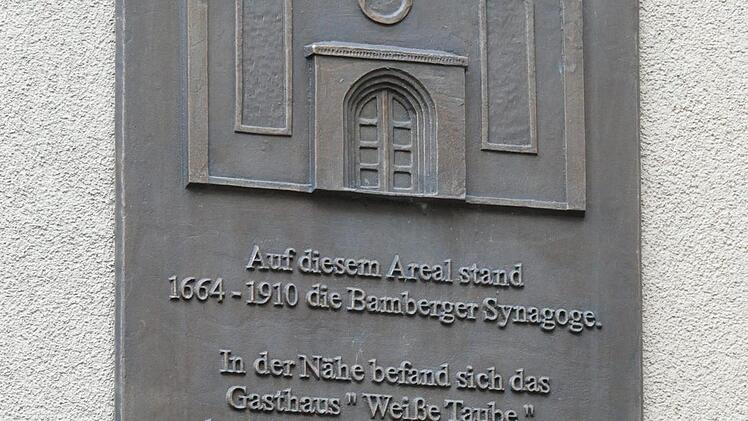 Auf diesem Areal stand
1664 - 1910 die Bamberger Synagoge.
In der Nähe befand sich das
Gasthaus " Weiße Taube "